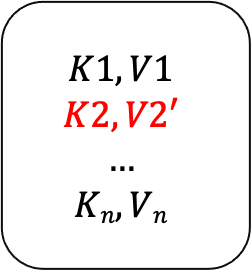 K1, V1
K2, V2′
...
Kₙ, Vₙ